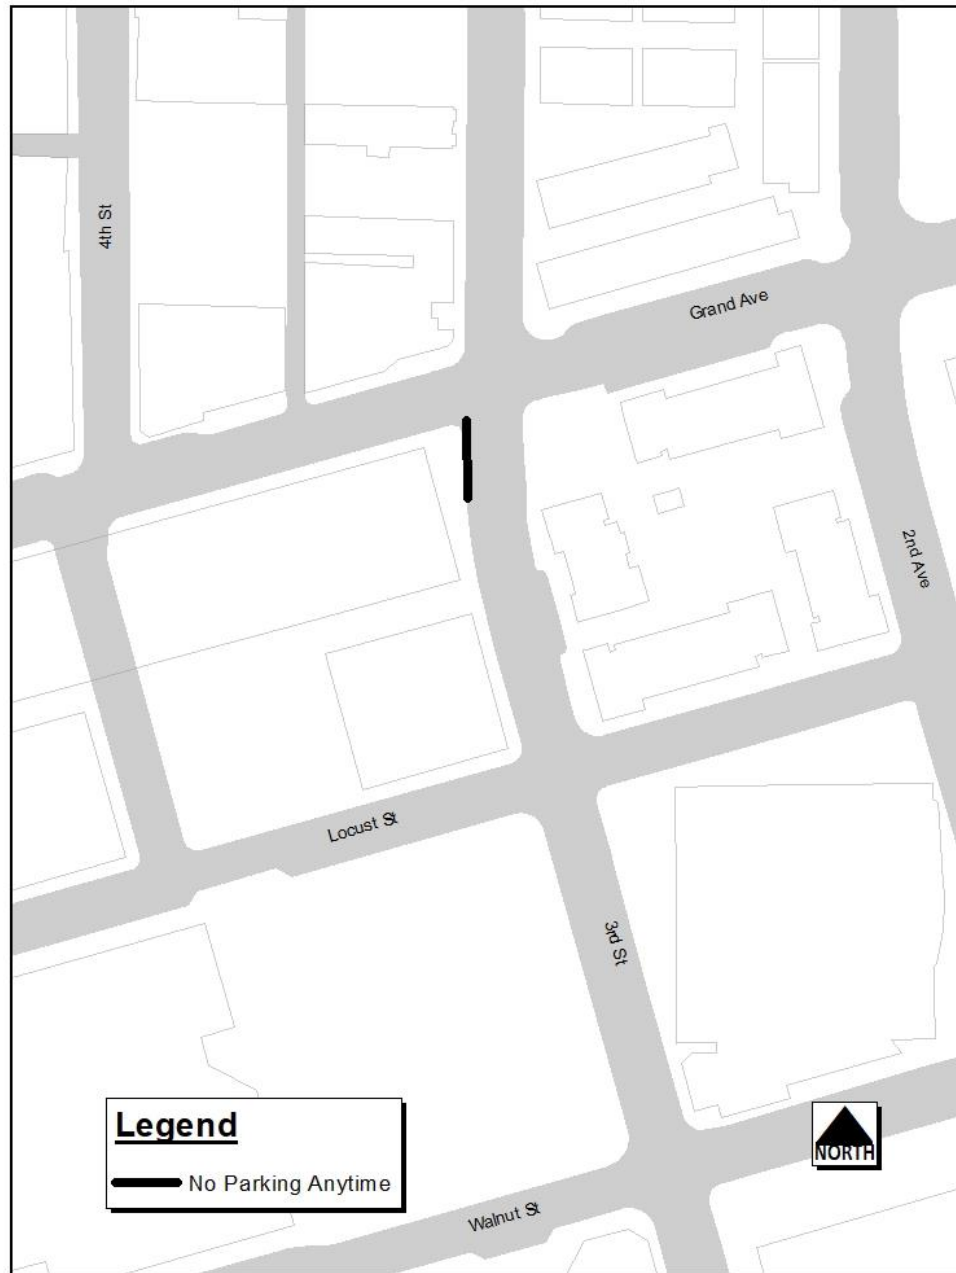 4th St
Grand Ave
2nd Ave
Locust St
3rd St
Legend
No Parking Anytime
NORTH
Walnut St